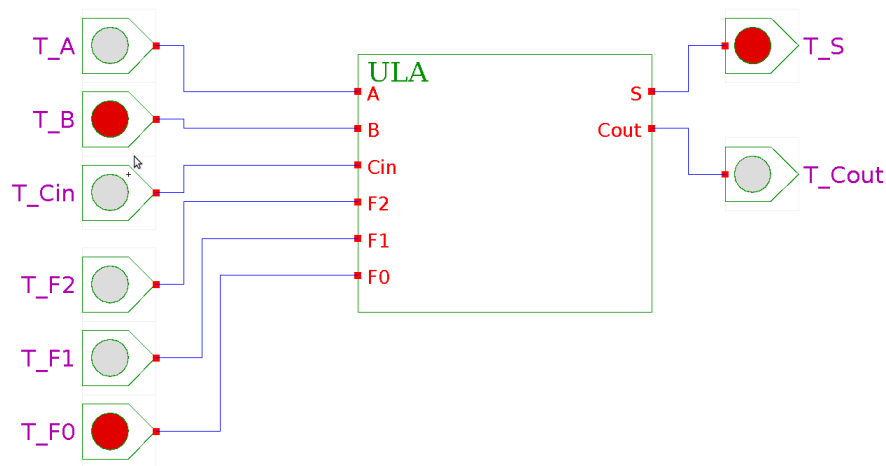 T_A
T_B
T_Cin
T_F2
T_F1
T_F0
ULA
A
B
Cin
F2
F1
F0
S
Cout
T_S
T_Cout